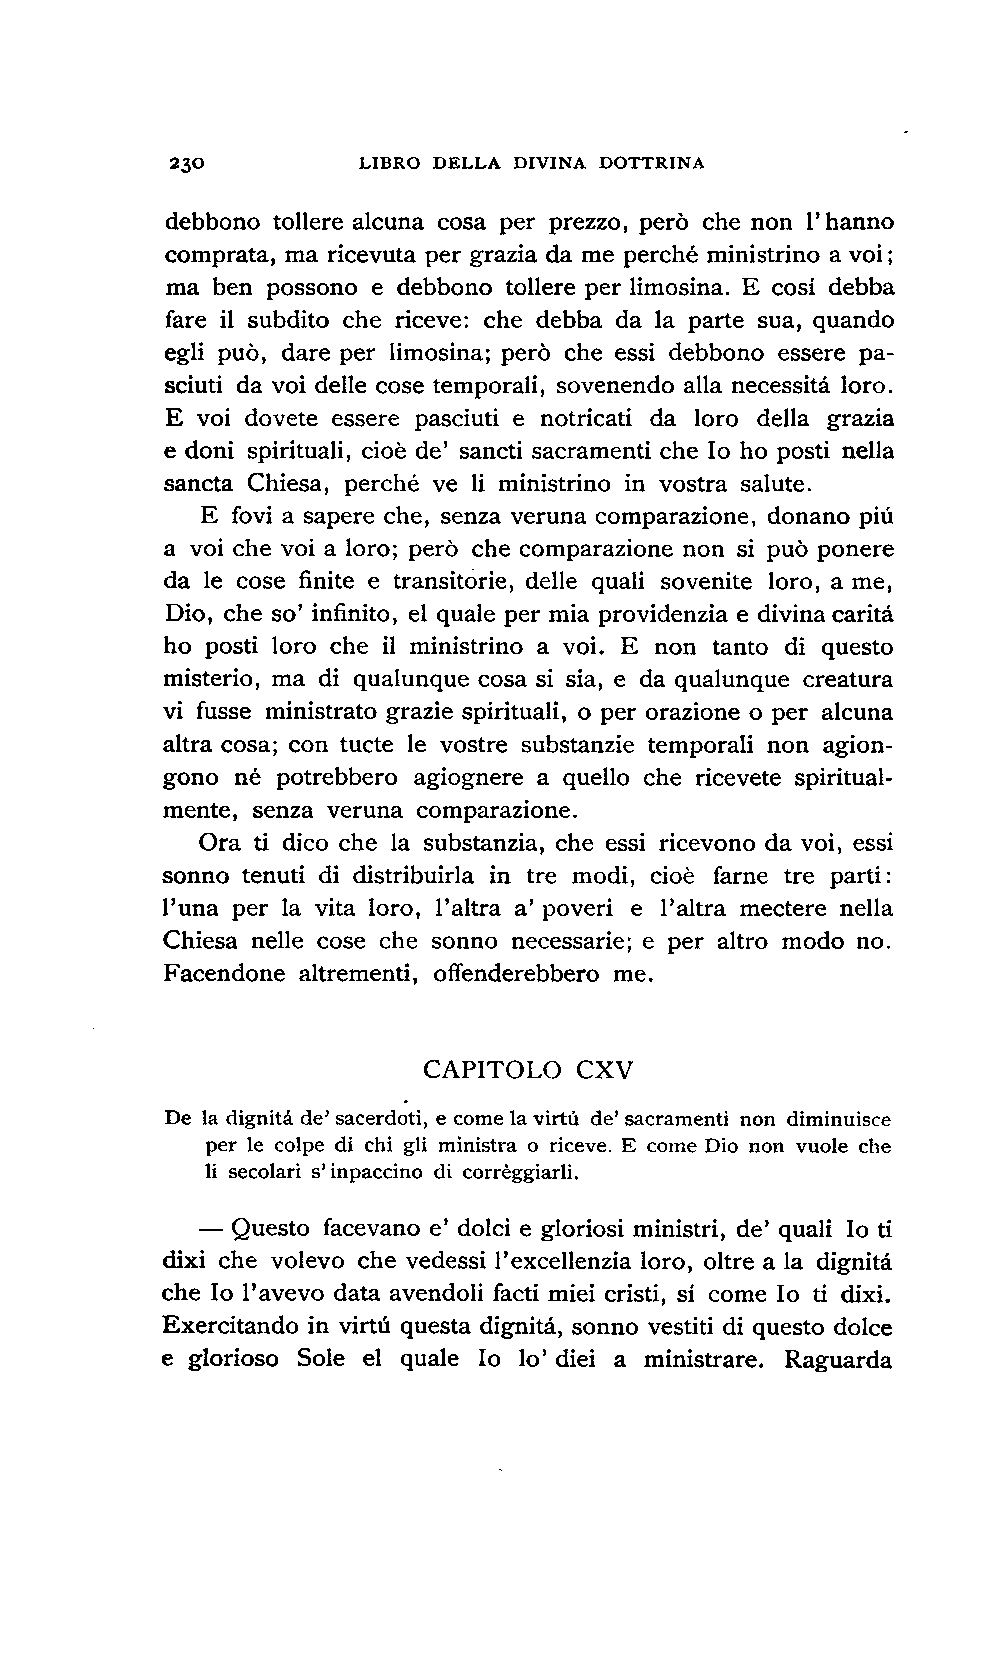 230 LIBRO DELLA DIVINA DOTTRINA
debbono tollere alcuna cosa per prezzo, però che non l'hanno
comprata, ma ricevuta per grazia da me perché ministrino a voi;
ma ben possono e debbono tollere per limosina. E cosí debba
fare il subdito che riceve: che debba da la parte sua, quando
egli può, dare per limosina; però che essi debbono essere pa-
sciuti da voi delle cose temporali, sovenendo alla necessitá loro.
E voi dovete essere pasciuti e notricati da loro della grazia
e doni spirituali, cioè de' sancti sacramenti che Io ho posti nella
sancta Chiesa, perché ve li ministrino in vostra salute.
E fovi a sapere che, senza veruna comparazione, donano piú
a voi che voi a loro; però che comparazione non si può ponere
da le cose finite e transitorie, delle quali sovenite loro, a me,
Dio, che so' infinito, el quale per mia providenzia e divina caritá
ho posti loro che il ministrino a voi. E non tanto di questo
misterio, ma di qualunque cosa si sia, e da qualunque creatura
vi fusse ministrato grazie spirituali, o per orazione o per alcuna
altra cosa; con tucte le vostre substanzie temporali non agion-
gono né potrebbero agiognere a quello che ricevete spiritual-
mente, senza veruna comparazione.
Ora ti dico che la substanzia, che essi ricevono da voi, essi
sonno tenuti di distribuirla in tre modi, cioè farne tre parti:
l'una per la vita loro, l'altra a' poveri e l'altra mectere nella
Chiesa nelle cose che sonno necessarie; e per altro modo no.
Facendone altrementi, offenderebbero me.
CAPITOLO CXV
De la dignitá de' sacerdoti, e come la virtú de' sacramenti non diminuisce
per le colpe di chi gli ministra o riceve. E come Dio non vuole che
li secolari s'inpaccino di corrèggiarli.
— Questo facevano e' dolci e gloriosi ministri, de' quali Io ti
dixi che volevo che vedessi l'excellenzia loro, oltre a la dignitá
che Io l'avevo data avendoli facti miei cristi, sí come Io ti dixi.
Exercitando in virtú questa dignitá, sonno vestiti di questo dolce
e glorioso Sole el quale Io lo' diei a ministrare. Raguarda